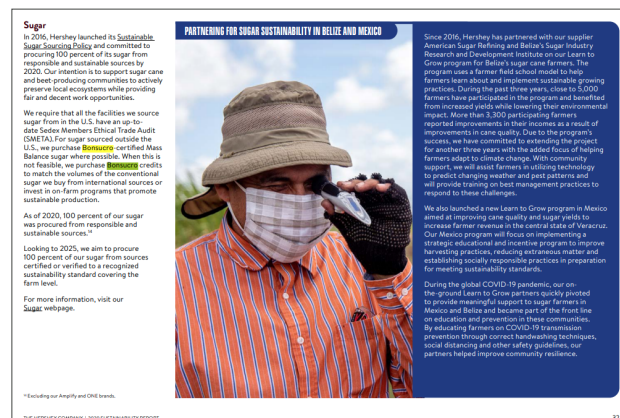 Sugar
In 2016, Hershey launched its Sustainable
Sugar Sourcing Policy and committed to
procuring 100 percent of its sugar from
responsible and sustainable sources by
2020. Our intention is to support sugar cane
and beet-producing communities to actively
preserve local ecosystems while providing
fair and decent work opportunities.
We require that all the facilities we source
sugar from in the U.S. have an up-to-
date Sedex Members Ethical Trade Audit
(SMETA). For sugar sourced outside the
U.S., we purchase Bonsucro-certified Mass
Balance sugar where possible. When this is
not feasible, we purchase Bonsucro credits
to match the volumes of the conventional
sugar we buy from international sources or
invest in on-farm programs that promote
sustainable production.
As of 2020, 100 percent of our sugar
was procured from responsible and
sustainable sources.¹⁴
Looking to 2025, we aim to procure
100 percent of our sugar from sources
certified or verified to a recognized
sustainability standard covering the
farm level.
For more information, visit our
Sugar webpage.
¹⁴ Excluding our Amplify and ONE brands.
PARTNERING FOR SUGAR SUSTAINABILITY IN BELIZE AND MEXICO
Since 2016, Hershey has partnered with our supplier
American Sugar Refining and Belize's Sugar Industry
Research and Development Institute on our Learn to
Grow program for Belize's sugar cane farmers. The
program uses a farmer field school model to help
farmers learn about and implement sustainable growing
practices. During the past three years, close to 5,000
farmers have participated in the program and benefited
from increased yields while lowering their environmental
impact. More than 3,300 participating farmers
reported improvements in their incomes as a result of
improvements in cane quality. Due to the program's
success, we have committed to extending the project
for another three years with the added focus of helping
farmers adapt to climate change. With community
support, we will assist farmers in utilizing technology
to predict changing weather and pest patterns and
will provide training on best management practices to
respond to these challenges.
We also launched a new Learn to Grow program in Mexico
aimed at improving cane quality and sugar yields to
increase farmer revenue in the central state of Veracruz.
Our Mexico program will focus on implementing a
strategic educational and incentive program to improve
harvesting practices, reducing extraneous matter and
establishing socially responsible practices in preparation
for meeting sustainability standards.
During the global COVID-19 pandemic, our on-
the-ground Learn to Grow partners quickly pivoted
to provide meaningful support to sugar farmers in
Mexico and Belize and became part of the front line
on education and prevention in these communities.
By educating farmers on COVID-19 transmission
prevention through correct handwashing techniques,
social distancing and other safety guidelines, our
partners helped improve community resilience.
THE HERSHEY COMPANY | 2020 SUSTAINABILITY REPORT